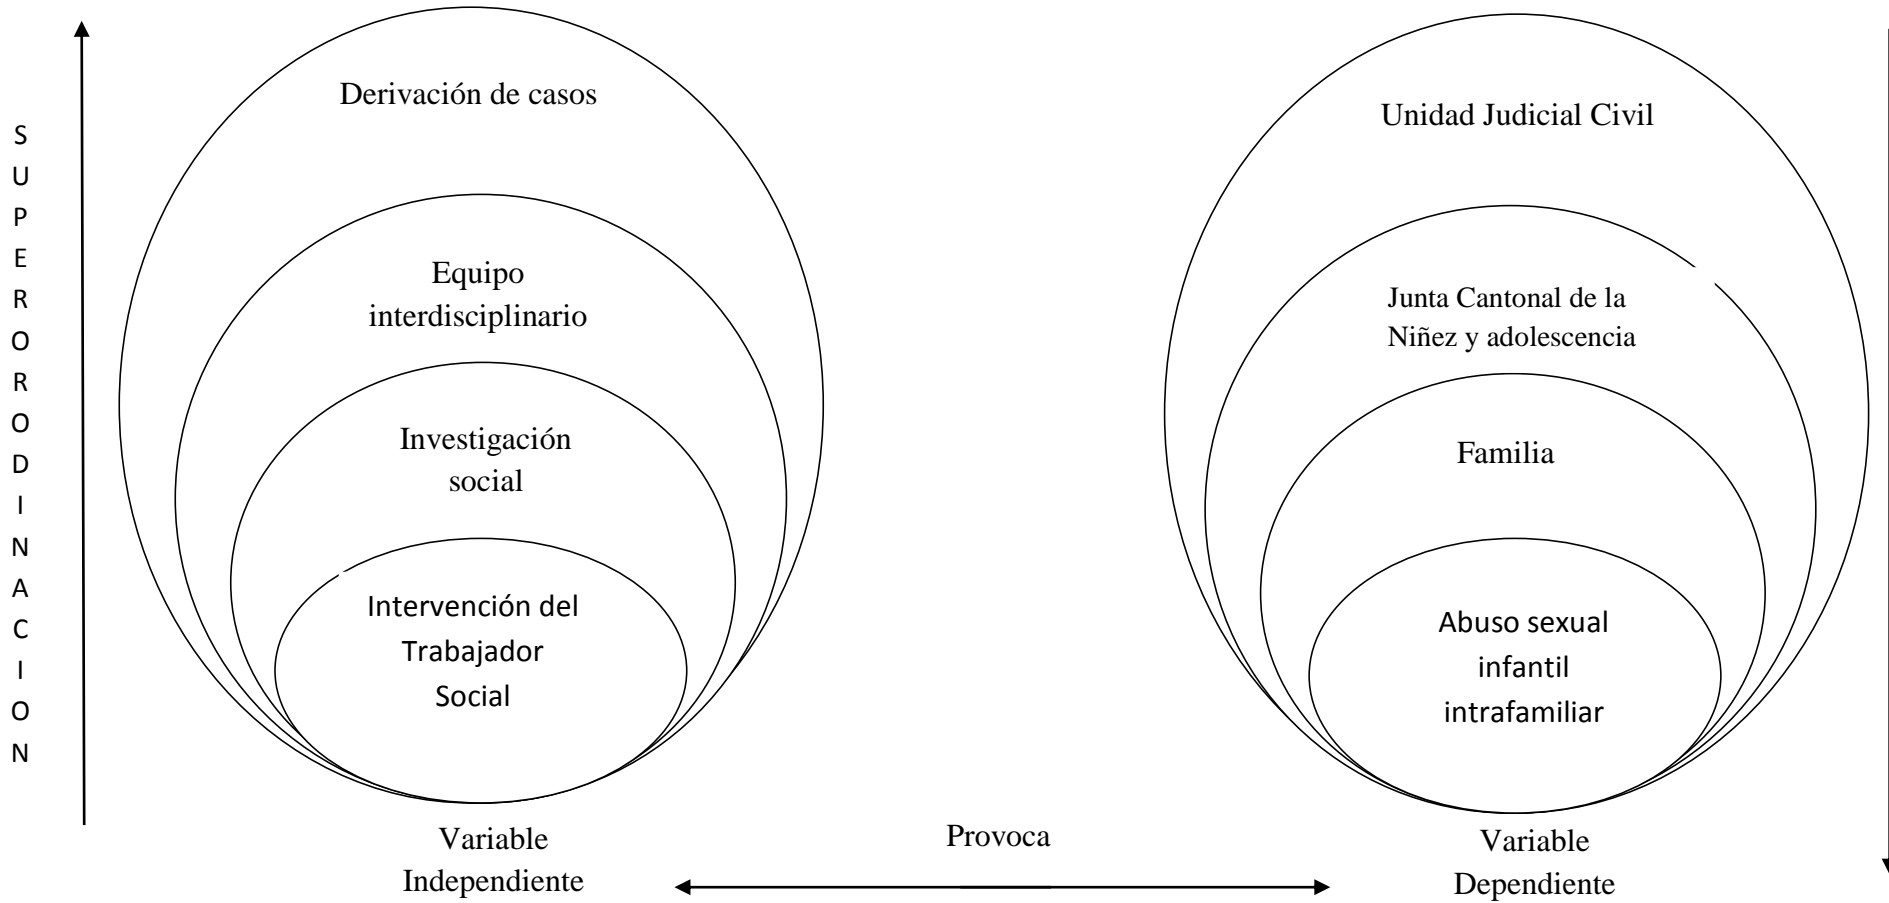 S
U
P
E
R
O
R
O
D
I
N
A
C
I
O
N
Derivación de casos
Equipo
interdisciplinario
Investigación
social
Intervención del
Trabajador
Social
Variable
Independiente
Provoca
Unidad Judicial Civil
Junta Cantonal de la
Niñez y adolescencia
Familia
Abuso sexual
infantil
intrafamiliar
Variable
Dependiente